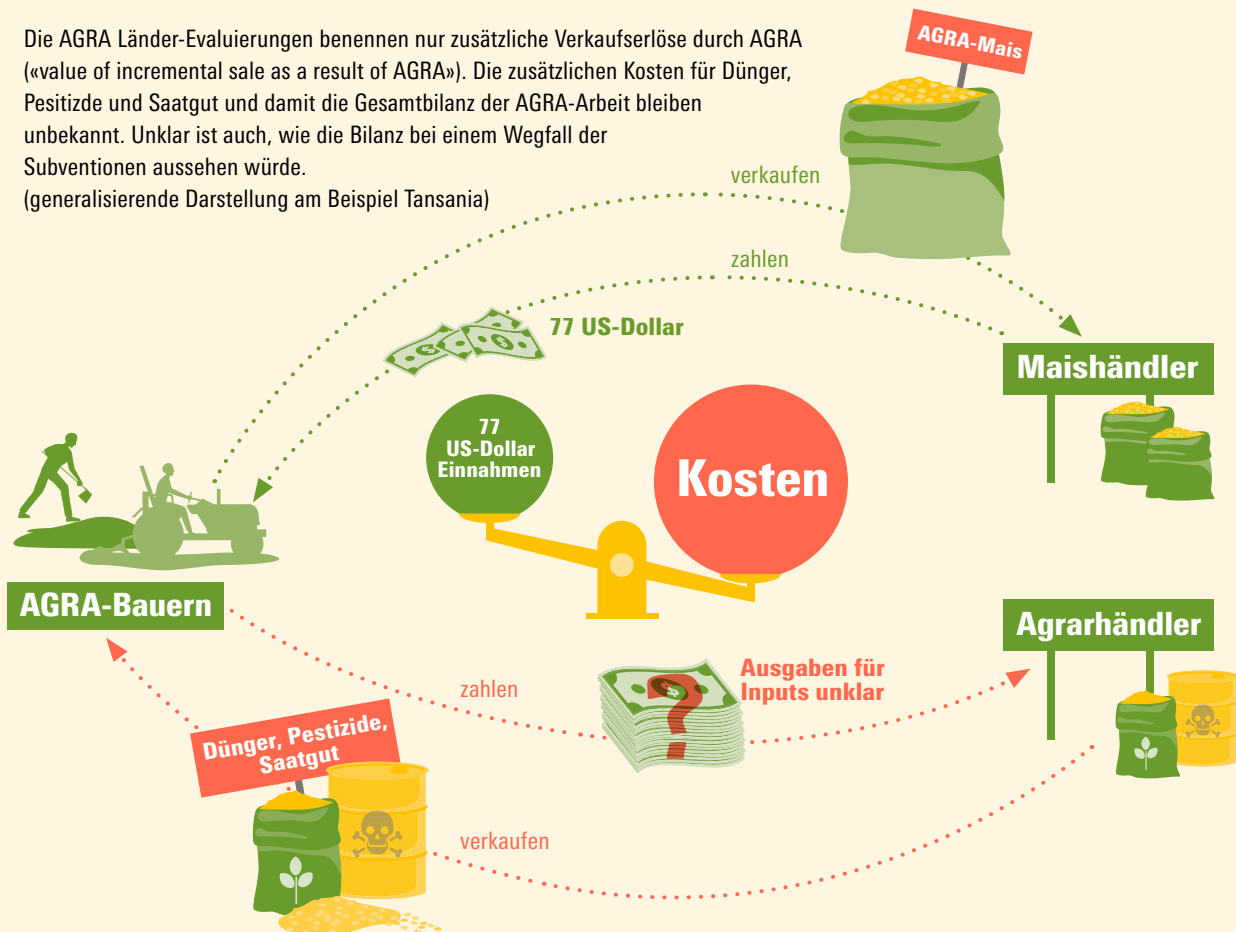 Die AGRA Länder-Evaluierungen benennen nur zusätzliche Verkaufserlöse durch AGRA
(«value of incremental sale as a result of AGRA»). Die zusätzlichen Kosten für Dünger,
Pesitizde und Saatgut und damit die Gesamtbilanz der AGRA-Arbeit bleiben
unbekannt. Unklar ist auch, wie die Bilanz bei einem Wegfall der
Subventionen aussehen würde.
(generalisierende Darstellung am Beispiel Tansania)
AGRA-Mais
verkaufen
zahlen
77 US-Dollar
Maishändler
77
US-Dollar
Einnahmen
Kosten
AGRA-Bauern
Agrarhändler
zahlen
Ausgaben für
Inputs unklar
Dünger, Pestizide,
Saatgut
verkaufen